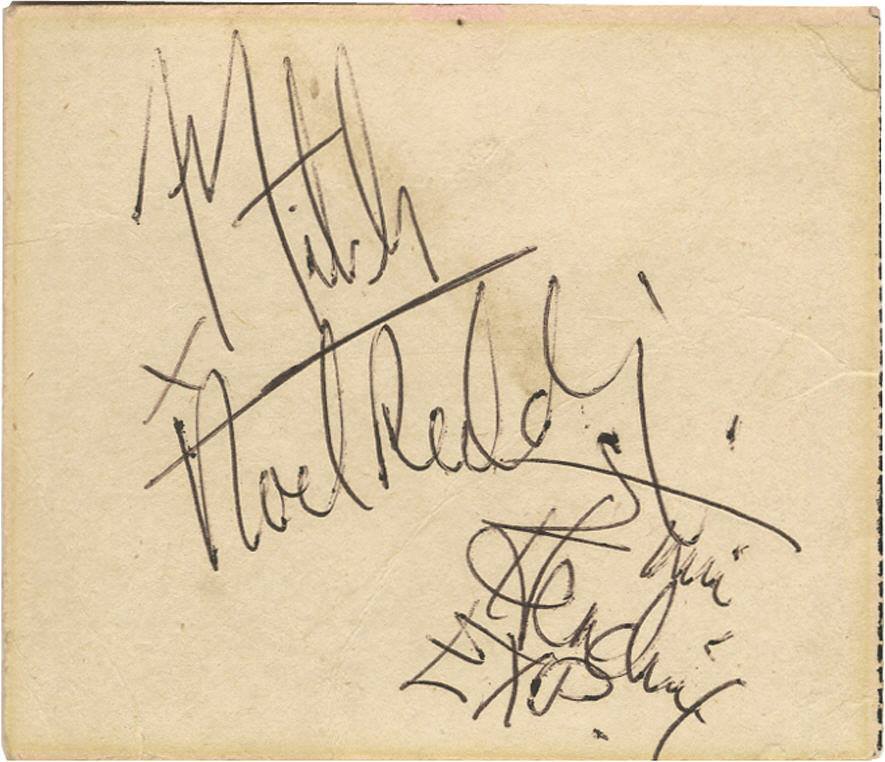 Mitch
x
Noel Redding.
Jimi
Hendrix